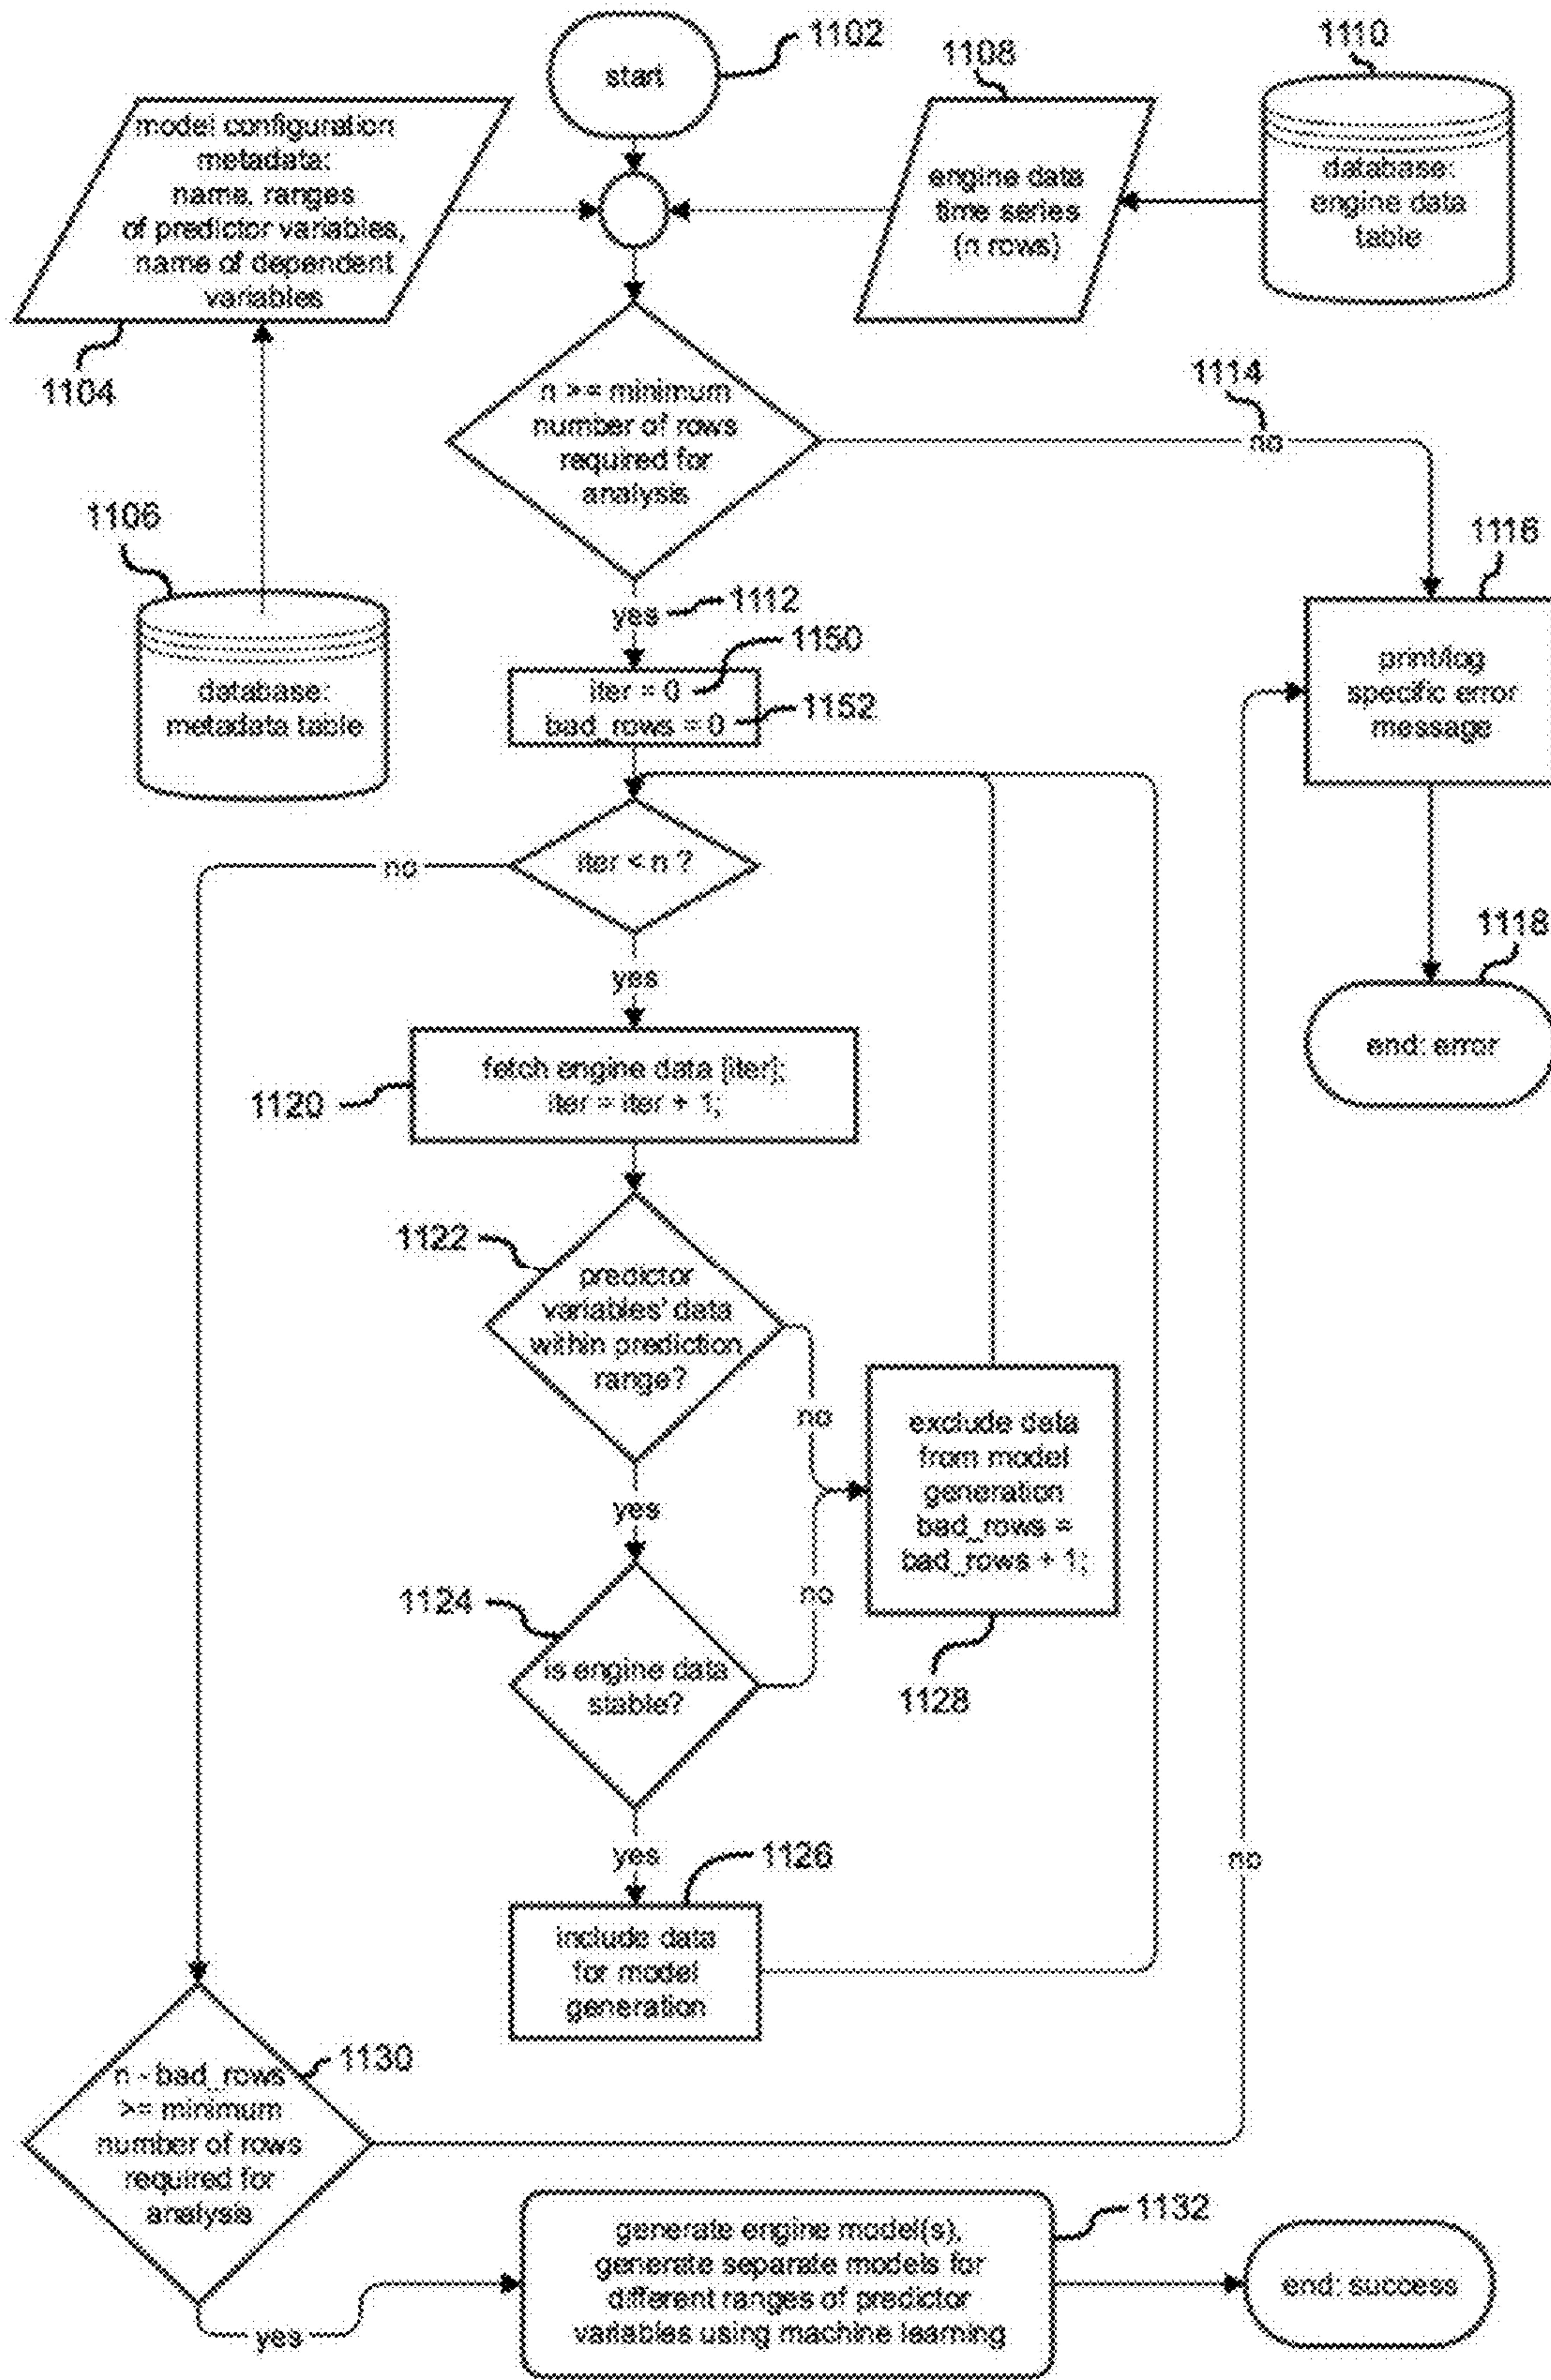 1102
start
1108
1110
model configuration
metadata:
name, ranges
of predictor variables,
name of dependent
variables
engine data
time series
(n rows)
database:
engine data
table
1104
n >= minimum
number of rows
required for
analysis
1114
no
1106
1116
yes
1112
database:
metadata table
iter = 0
1150
bad_rows = 0
1152
print/log
specific error
message
no
iter < n ?
1118
yes
end: error
fetch engine data [iter];
iter = iter + 1;
1120
1122
predictor
variables' data
within prediction
range?
no
exclude data
from model
generation
bad_rows =
bad_rows + 1;
yes
1124
no
is engine data
stable?
1128
yes
1126
no
include data
for model
generation
1130
n - bad_rows
>= minimum
number of rows
required for
analysis
1132
generate engine model(s),
generate separate models for
different ranges of predictor
variables using machine learning
end: success
yes